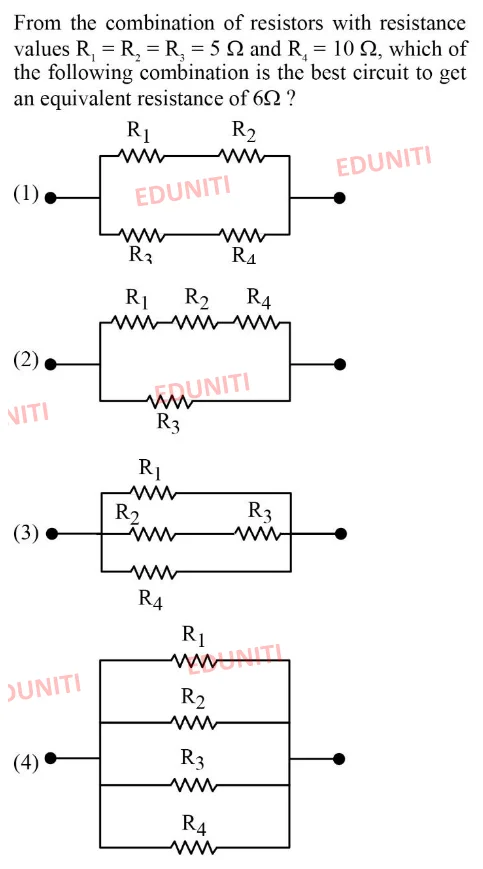 From the combination of resistors with resistance
values R₁ = R₂ = R₃ = 5 Ω and R₄ = 10 Ω, which of
the following combination is the best circuit to get
an equivalent resistance of 6Ω ?
R1 R2
EDUNITI
(1) EDUNITI
R3 R4
R1 R2 R4
(2)
EDUNITI
NITI
R3
R1
R2 R3
(3)
R4
R1
EDUNITI
DUNITI
R2
(4) R3
R4